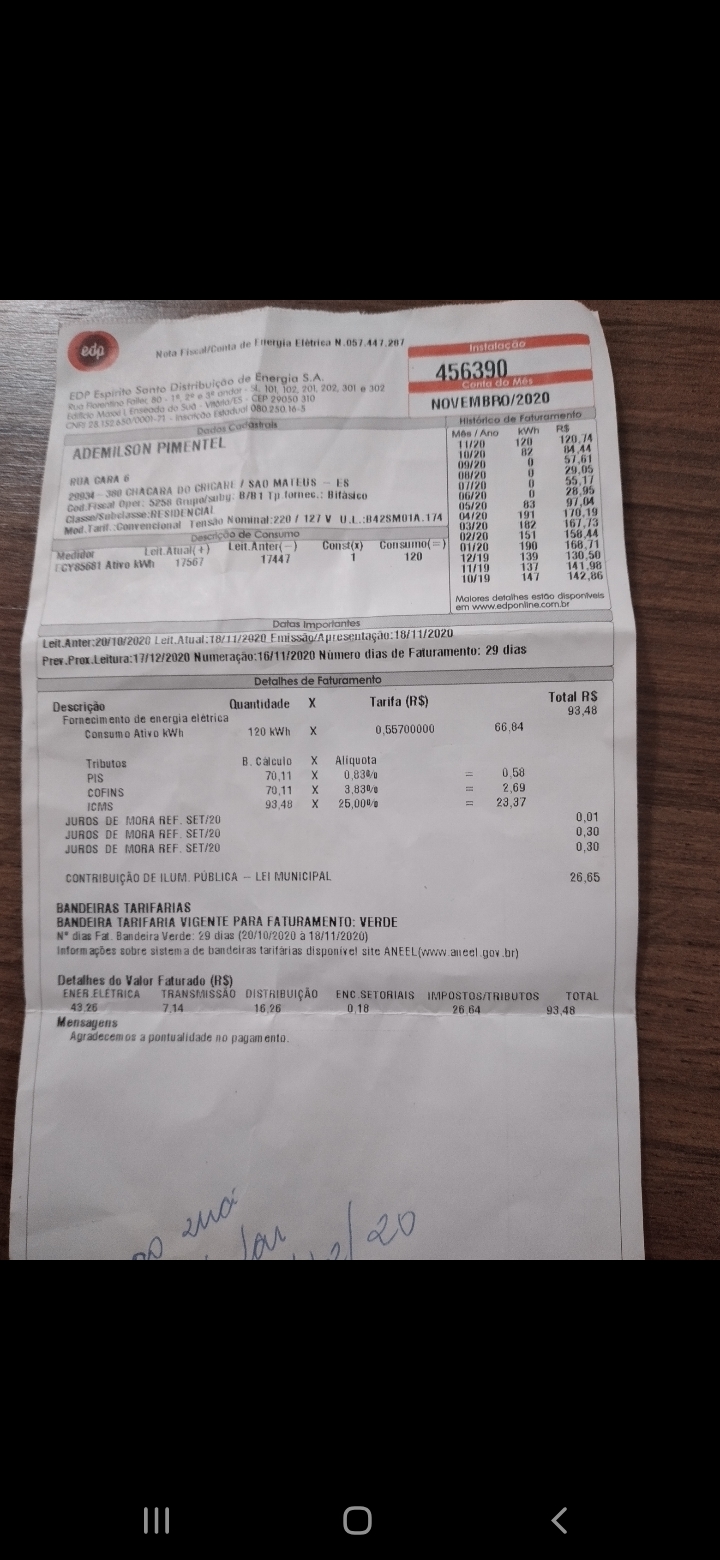 edp
Nota Fiscal/Conta de Energia Elétrica N.057.447.287
EDP Espírito Santo Distribuição de Energia S.A.
Rua Florentino Faller, 80 - 1º, 2º e 3º andar - Sl. 101, 102, 201, 202, 301 e 302
Edifício Maxxi I, Enseada do Suá - Vitória/ES - CEP 29050 310
CNPJ 28.152.650/0001-71 - Inscrição Estadual 080.250.16-5
Instalação
456390
Conta do Mês
NOVEMBRO/2020
Dados Cadastrais
ADEMILSON PIMENTEL
RUA CARA 6
29934 - 380 CHACARA DO CRICARE / SAO MATEUS - ES
Cod.Fiscal Oper: 5258 Grupo/subg: B/B1 Tp fornec.: Bifásico
Classe/Subclasse:RESIDENCIAL
Mod.Tarif.:Convencional Tensão Nominal:220 / 127 V U.L.:B42SM01A.174
Histórico de Faturamento
Mês / Ano kWh R$
11/20 120 120,74
10/20 82 84,44
09/20 0 57,61
08/20 0 29,05
07/20 0 55,17
06/20 0 28,95
05/20 83 97,04
04/20 191 170,19
03/20 182 167,73
02/20 151 158,44
01/20 190 168,71
12/19 139 130,50
11/19 137 141,98
10/19 147 142,86
Maiores detalhes estão disponíveis
em www.edponline.com.br
Descrição de Consumo
Medidor Leit.Atual(+) Leit.Anter(-) Const(x) Consumo(=)
CY85681 Ativo kWh 17567 17447 1 120
Datas Importantes
Leit.Anter:20/10/2020 Leit.Atual:18/11/2020 Emissão/Apresentação:18/11/2020
Prev.Prox.Leitura:17/12/2020 Numeração:16/11/2020 Número dias de Faturamento: 29 dias
Detalhes de Faturamento
Descrição Quantidade X Tarifa (R$) Total R$
Fornecimento de energia elétrica 93,48
Consumo Ativo kWh 120 kWh X 0,55700000 66,84
Tributos B. Cálculo X Alíquota
PIS 70,11 X 0,83% = 0,58
COFINS 70,11 X 3,83% = 2,69
ICMS 93,48 X 25,00% = 23,37
JUROS DE MORA REF. SET/20 0,01
JUROS DE MORA REF. SET/20 0,30
JUROS DE MORA REF. SET/20 0,30
CONTRIBUIÇÃO DE ILUM. PÚBLICA - LEI MUNICIPAL 26,65
BANDEIRAS TARIFARIAS
BANDEIRA TARIFARIA VIGENTE PARA FATURAMENTO: VERDE
N° dias Fat. Bandeira Verde: 29 dias (20/10/2020 à 18/11/2020)
Informações sobre sistema de bandeiras tarifárias disponível site ANEEL(www.aneel.gov.br)
Detalhes do Valor Faturado (R$)
ENER.ELÉTRICA TRANSMISSÃO DISTRIBUIÇÃO ENC.SETORIAIS IMPOSTOS/TRIBUTOS TOTAL
43,26 7,14 16,26 0,18 26,64 93,48
Mensagens
Agradecemos a pontualidade no pagamento.
/20